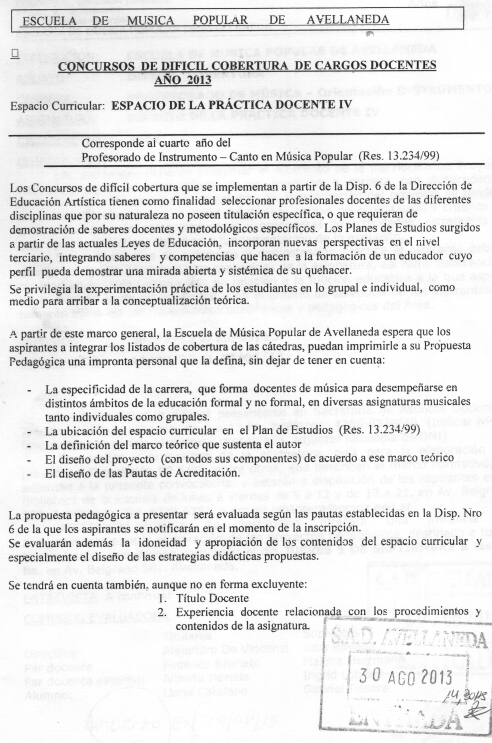 ESCUELA DE MUSICA POPULAR DE AVELLANEDA
CONCURSOS DE DIFICIL COBERTURA DE CARGOS DOCENTES
AÑO 2013
Espacio Curricular: ESPACIO DE LA PRÁCTICA DOCENTE IV
Corresponde al cuarto año del
Profesorado de Instrumento – Canto en Música Popular (Res. 13.234/99)
Los Concursos de difícil cobertura que se implementan a partir de la Disp. 6 de la Dirección de
Educación Artística tienen como finalidad seleccionar profesionales docentes de las diferentes
disciplinas que por su naturaleza no poseen titulación específica, o que requieran de
demostración de saberes docentes y metodológicos específicos. Los Planes de Estudios surgidos
a partir de las actuales Leyes de Educación, incorporan nuevas perspectivas en el nivel
terciario, integrando saberes y competencias que hacen a la formación de un educador cuyo
perfil pueda demostrar una mirada abierta y sistémica de su quehacer.
Se privilegia la experimentación práctica de los estudiantes en lo grupal e individual, como
medio para arribar a la conceptualización teórica.
A partir de este marco general, la Escuela de Música Popular de Avellaneda espera que los
aspirantes a integrar los listados de cobertura de las cátedras, puedan imprimirle a su Propuesta
Pedagógica una impronta personal que la defina, sin dejar de tener en cuenta:
- La especificidad de la carrera, que forma docentes de música para desempeñarse en
distintos ámbitos de la educación formal y no formal, en diversas asignaturas musicales
tanto individuales como grupales.
- La ubicación del espacio curricular en el Plan de Estudios (Res. 13.234/99)
- La definición del marco teórico que sustenta el autor
- El diseño del proyecto (con todos sus componentes) de acuerdo a ese marco teórico
- El diseño de las Pautas de Acreditación.
La propuesta pedagógica a presentar será evaluada según las pautas establecidas en la Disp. Nro
6 de la que los aspirantes se notificarán en el momento de la inscripción.
Se evaluarán además la idoneidad y apropiación de los contenidos del espacio curricular y
especialmente el diseño de las estrategias didácticas propuestas.
Se tendrá en cuenta también, aunque no en forma excluyente:
1. Título Docente
2. Experiencia docente relacionada con los procedimientos y
contenidos de la asignatura.
S.A.D. AVELLANEDA
30 AGO 2013
ENTRADA